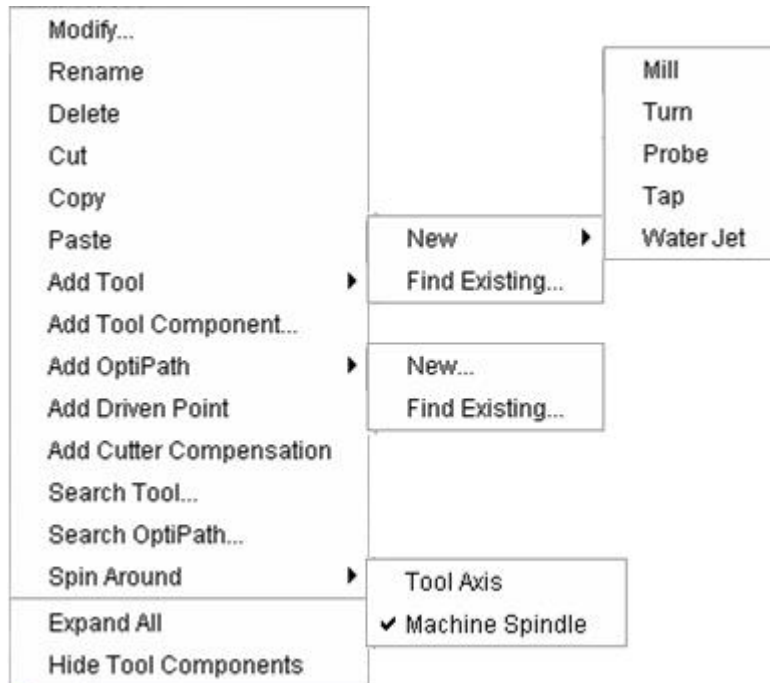 Modify...
Rename
Delete
Cut
Copy
Paste
Add Tool
Add Tool Component...
Add OptiPath
Add Driven Point
Add Cutter Compensation
Search Tool...
Search OptiPath...
Spin Around
Expand All
Hide Tool Components
New
Find Existing...
Mill
Turn
Probe
Tap
Water Jet
New...
Find Existing...
Tool Axis
Machine Spindle